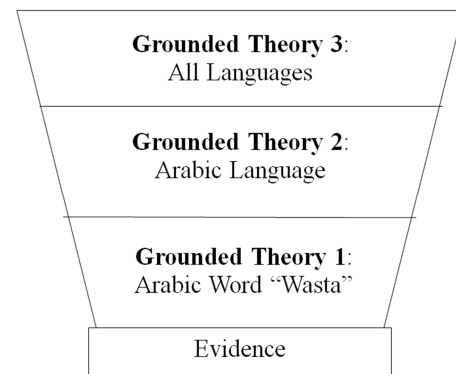 Grounded Theory 3:
All Languages
Grounded Theory 2:
Arabic Language
Grounded Theory 1:
Arabic Word “Wasta”
Evidence